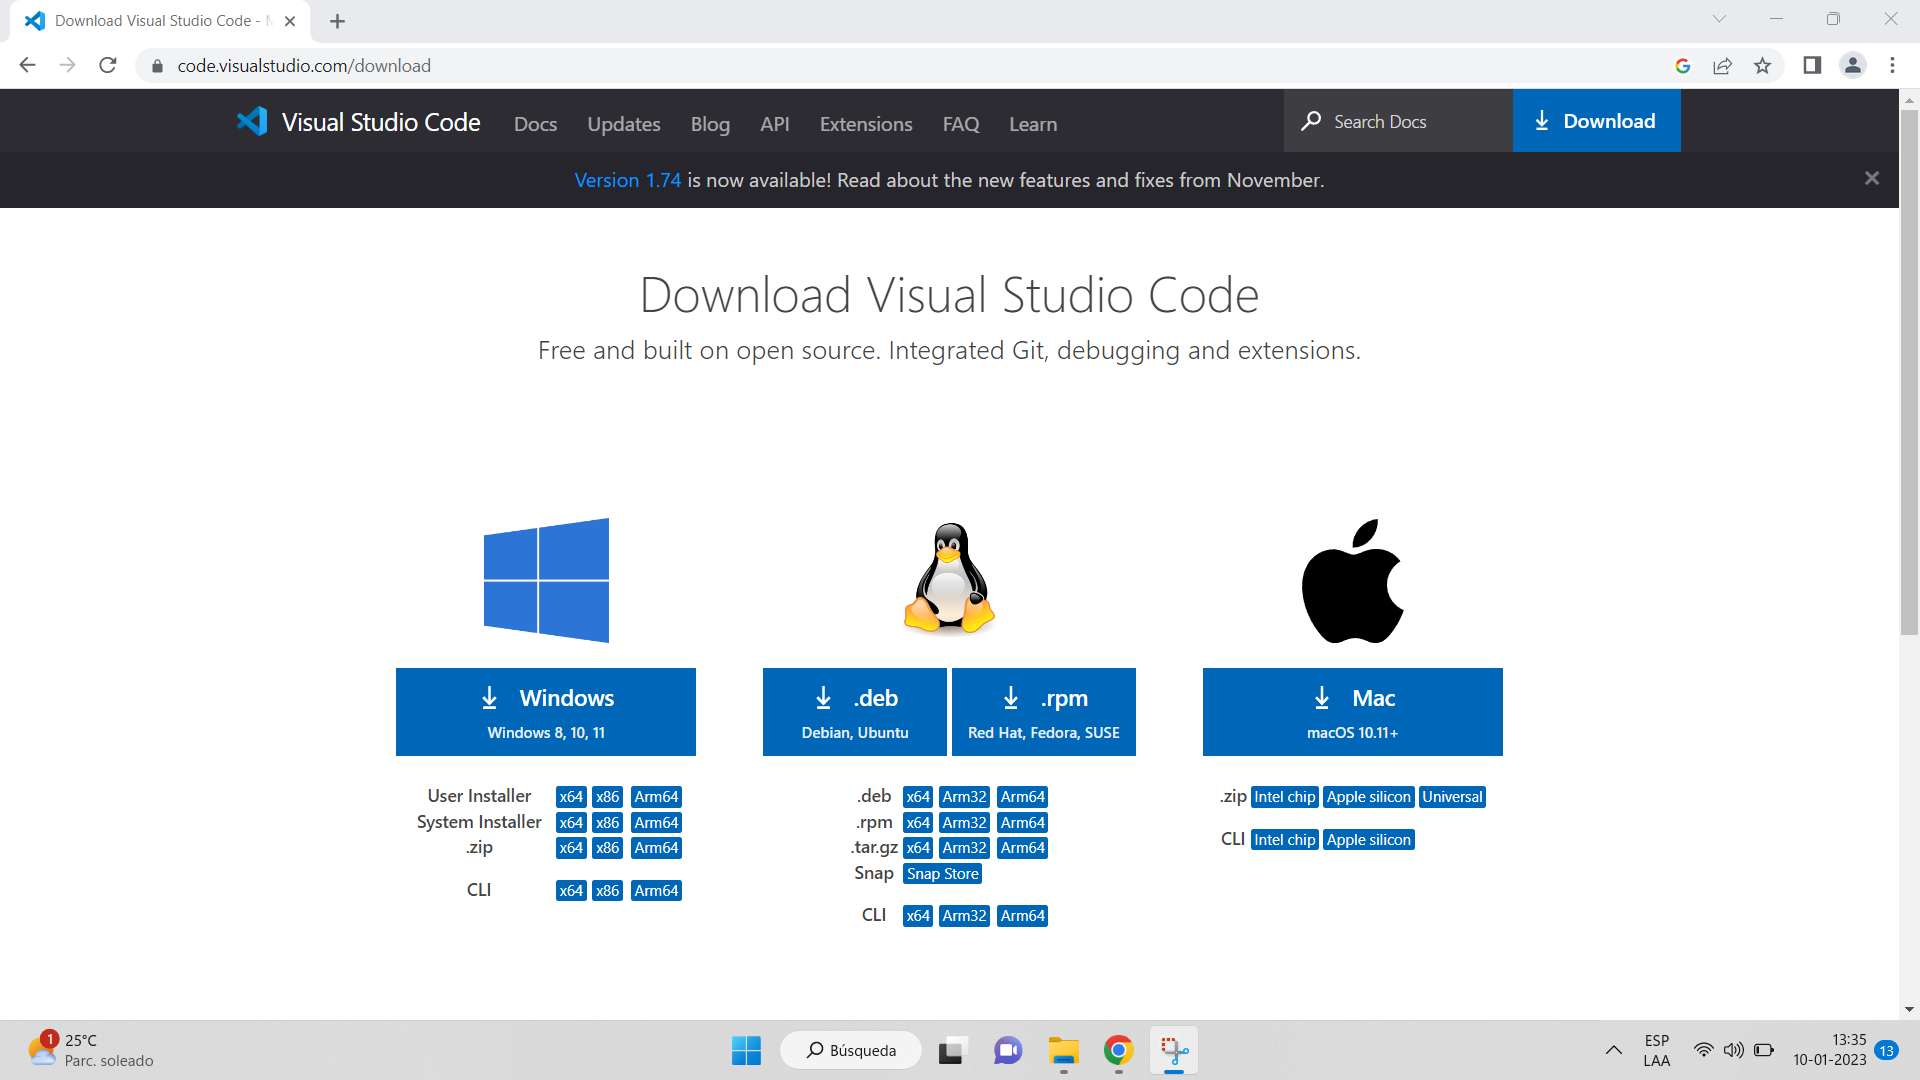 Download Visual Studio Code -
code.visualstudio.com/download
Visual Studio Code Docs Updates Blog API Extensions FAQ Learn Search Docs Download
Version 1.74 is now available! Read about the new features and fixes from November.
Download Visual Studio Code
Free and built on open source. Integrated Git, debugging and extensions.
Windows
Windows 8, 10, 11
User Installer x64 x86 Arm64
System Installer x64 x86 Arm64
.zip x64 x86 Arm64
CLI x64 x86 Arm64
.deb
Debian, Ubuntu
.rpm
Red Hat, Fedora, SUSE
.deb x64 Arm32 Arm64
.rpm x64 Arm32 Arm64
.tar.gz x64 Arm32 Arm64
Snap Snap Store
CLI x64 Arm32 Arm64
Mac
macOS 10.11+
.zip Intel chip Apple silicon Universal
CLI Intel chip Apple silicon
1
25°C
Parc. soleado
Búsqueda
ESP
LAA
13:35
10-01-2023
13